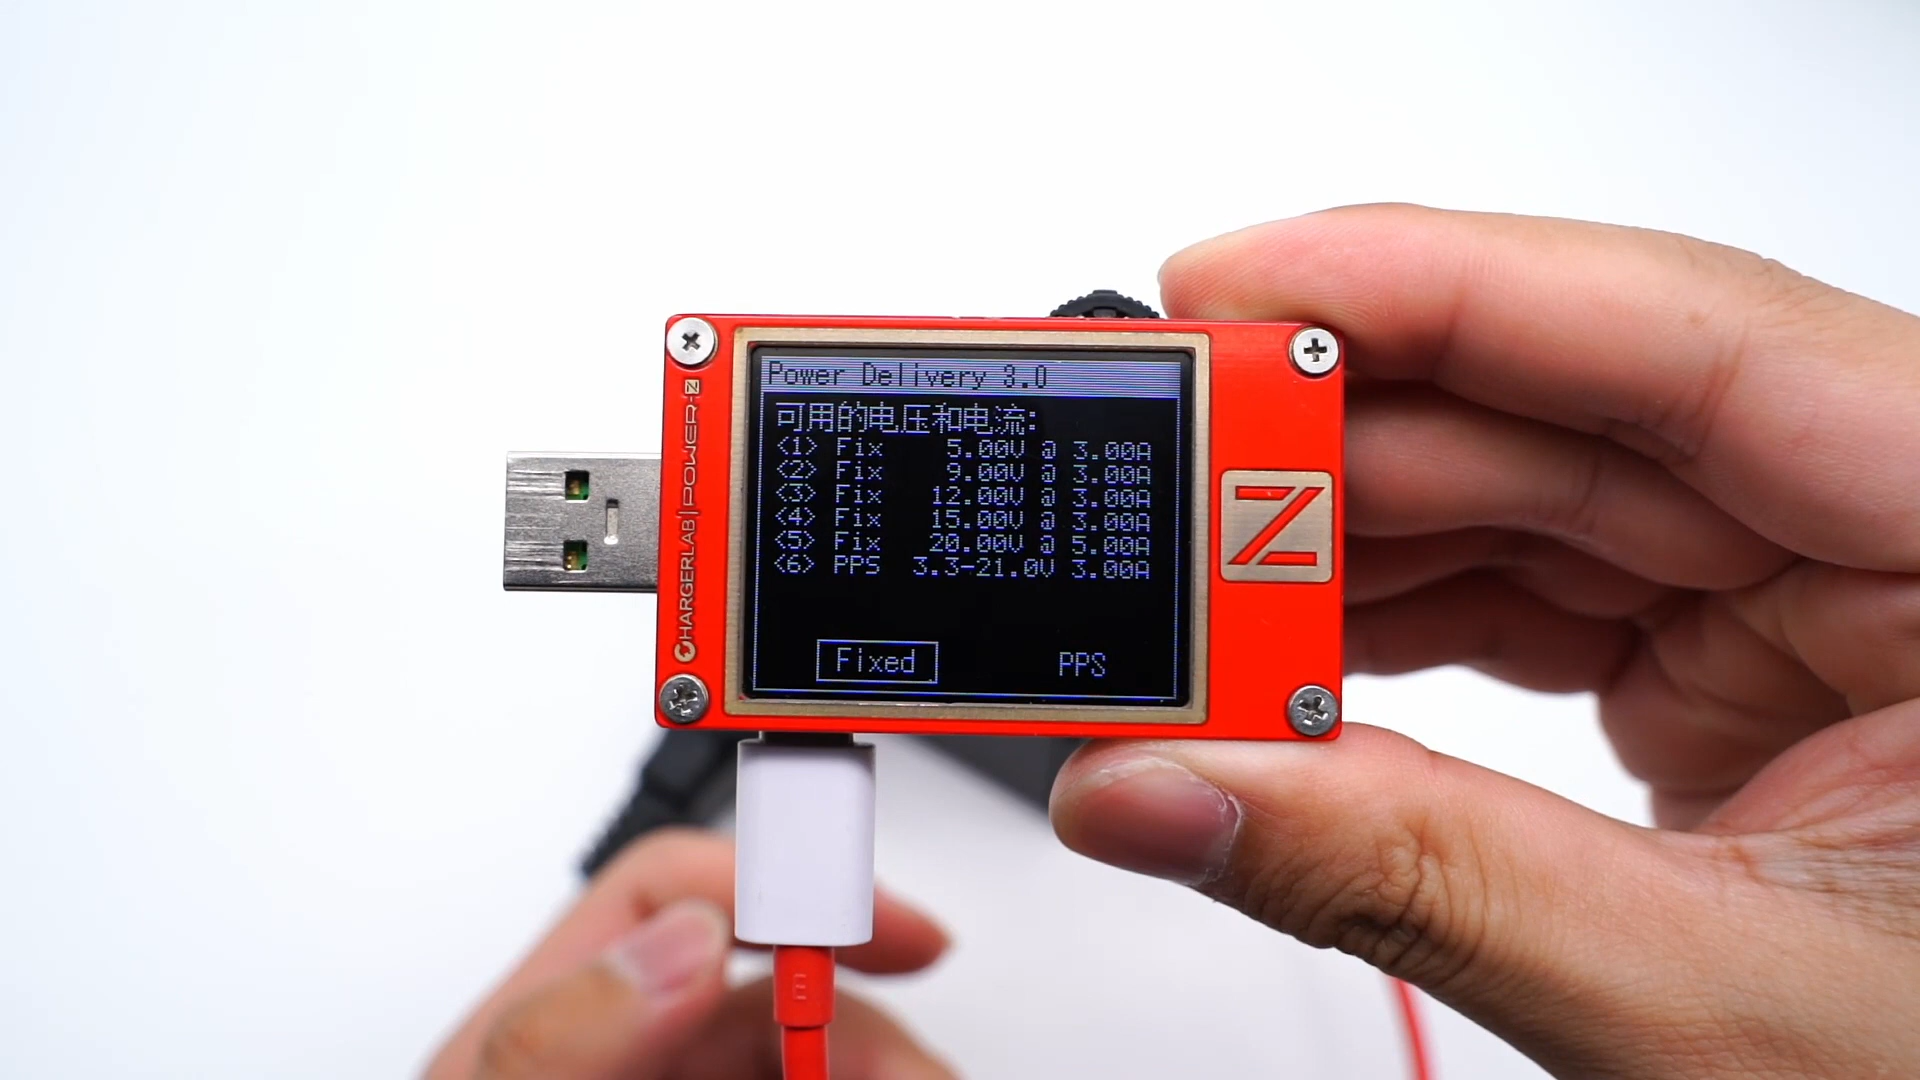 Power Delivery 3.0
可用的电压和电流:
<1> Fix 5.00V @ 3.00A
<2> Fix 9.00V @ 3.00A
<3> Fix 12.00V @ 3.00A
<4> Fix 15.00V @ 3.00A
<5> Fix 20.00V @ 5.00A
<6> PPS 3.3-21.0V 3.00A
Fixed PPS
CHARGERLAB|POWER-Z
Z